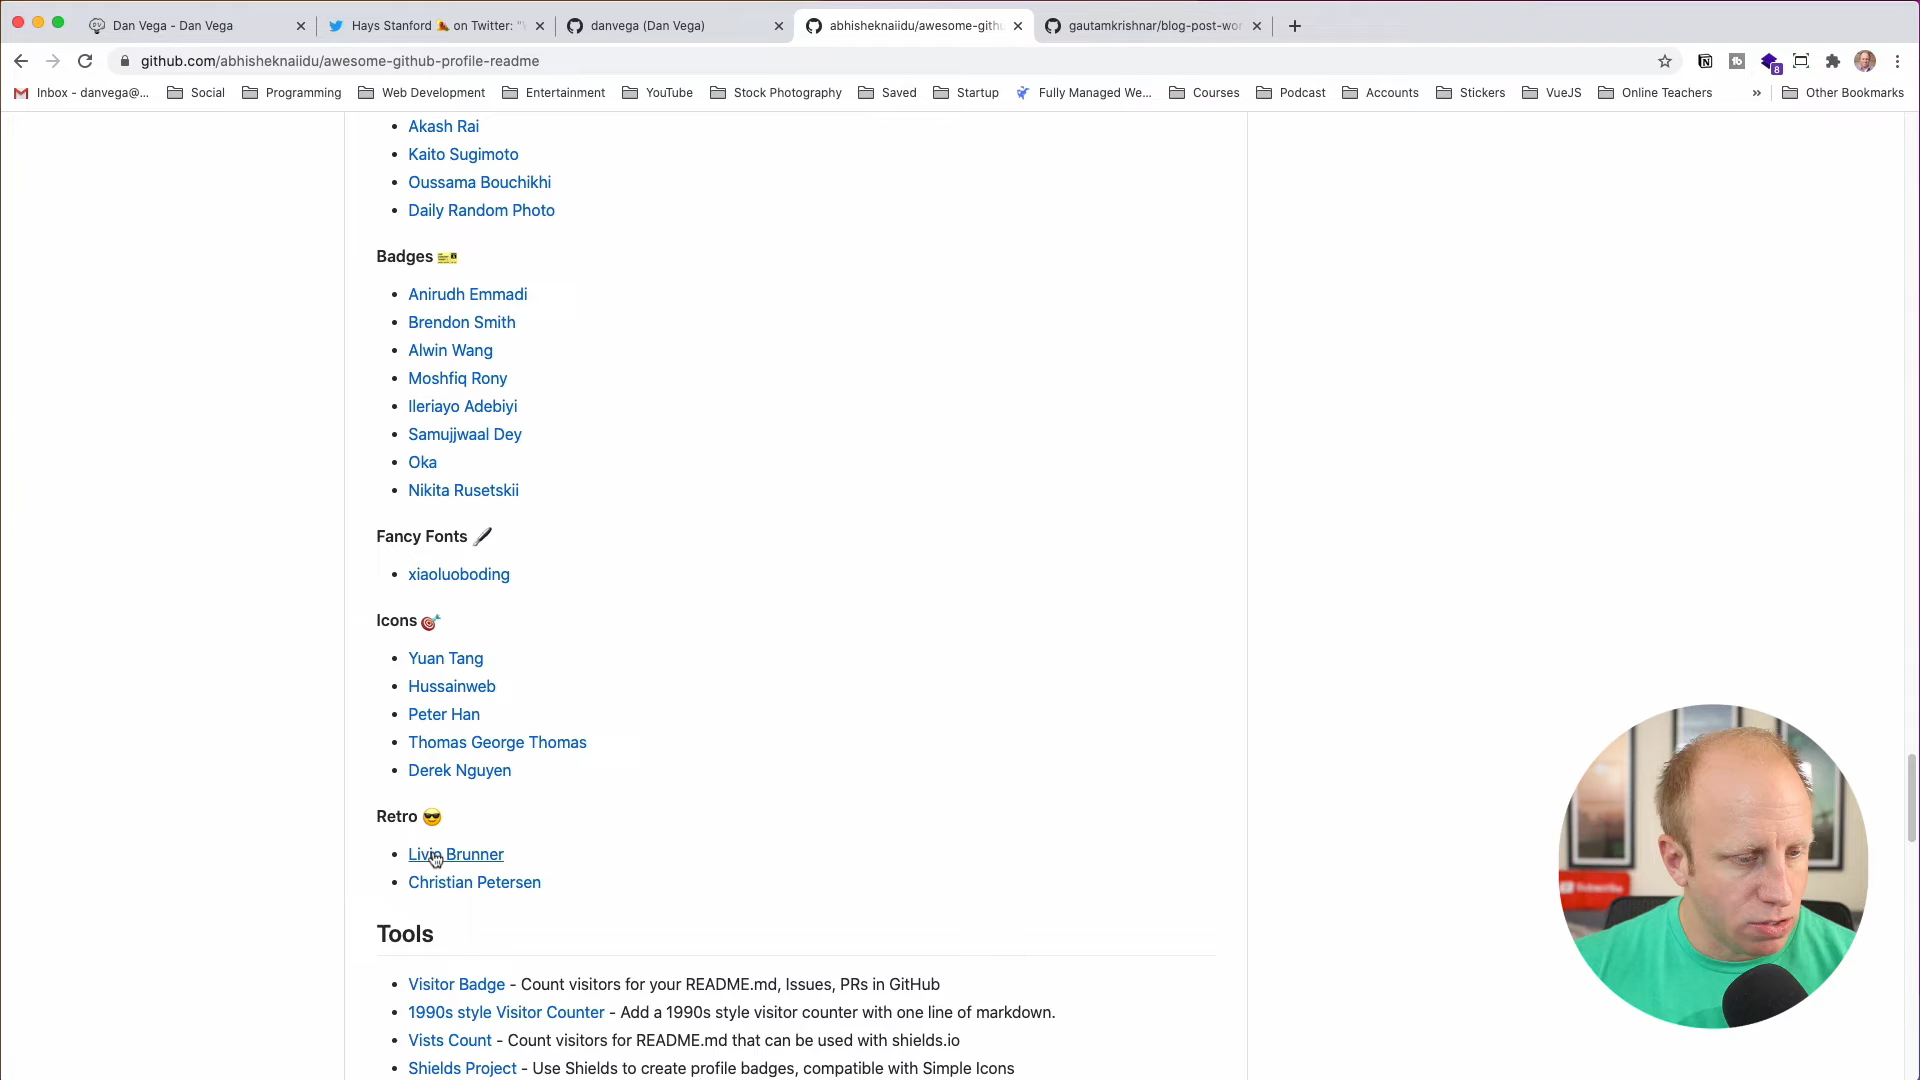 Dan Vega - Dan Vega
Hays Stanford on Twitter: "
danvega (Dan Vega)
abhisheknaiidu/awesome-githu
gautamkrishnar/blog-post-wor
github.com/abhisheknaiidu/awesome-github-profile-readme
8
Inbox - danvega@...
Social
Programming
Web Development
Entertainment
YouTube
Stock Photography
Saved
Startup
Fully Managed We...
Courses
Podcast
Accounts
Stickers
VueJS
Online Teachers
»
Other Bookmarks
Akash Rai
Kaito Sugimoto
Oussama Bouchikhi
Daily Random Photo
Badges
Anirudh Emmadi
Brendon Smith
Alwin Wang
Moshfiq Rony
Ileriayo Adebiyi
Samujjwaal Dey
Oka
Nikita Rusetskii
Fancy Fonts
xiaoluoboding
Icons
Yuan Tang
Hussainweb
Peter Han
Thomas George Thomas
Derek Nguyen
Retro
Livio Brunner
Christian Petersen
Tools
Visitor Badge - Count visitors for your README.md, Issues, PRs in GitHub
1990s style Visitor Counter - Add a 1990s style visitor counter with one line of markdown.
Vists Count - Count visitors for README.md that can be used with shields.io
Shields Project - Use Shields to create profile badges, compatible with Simple Icons